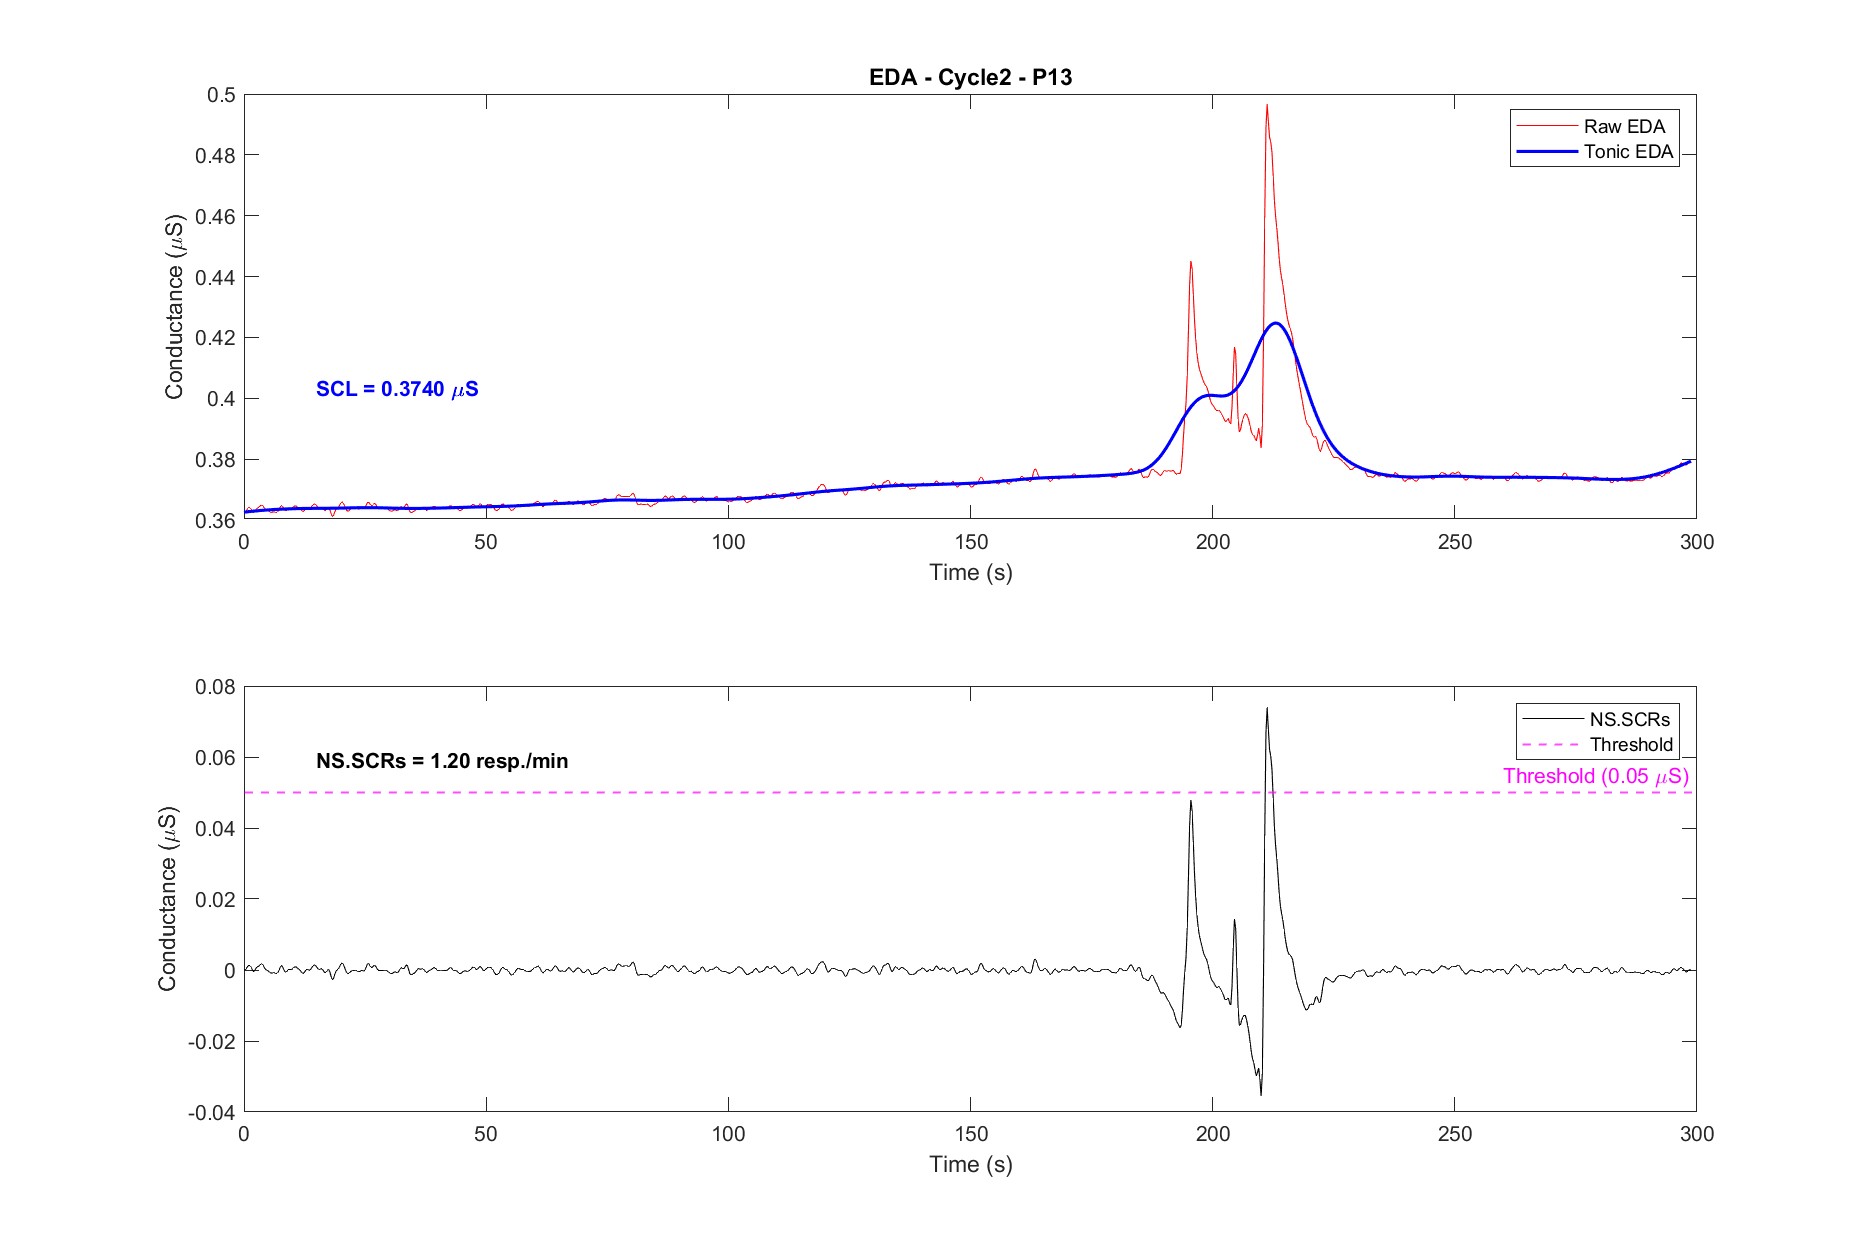 EDA - Cycle2 - P13
0.5
0.48
0.46
0.44
0.42
0.4
0.38
0.36
Conductance (μS)
Raw EDA
Tonic EDA
SCL = 0.3740 μS
0 50 100 150 200 250 300
Time (s)
0.08
0.06
0.04
0.02
0
-0.02
-0.04
Conductance (μS)
NS.SCRs
Threshold
NS.SCRs = 1.20 resp./min
Threshold (0.05 μS)
0 50 100 150 200 250 300
Time (s)